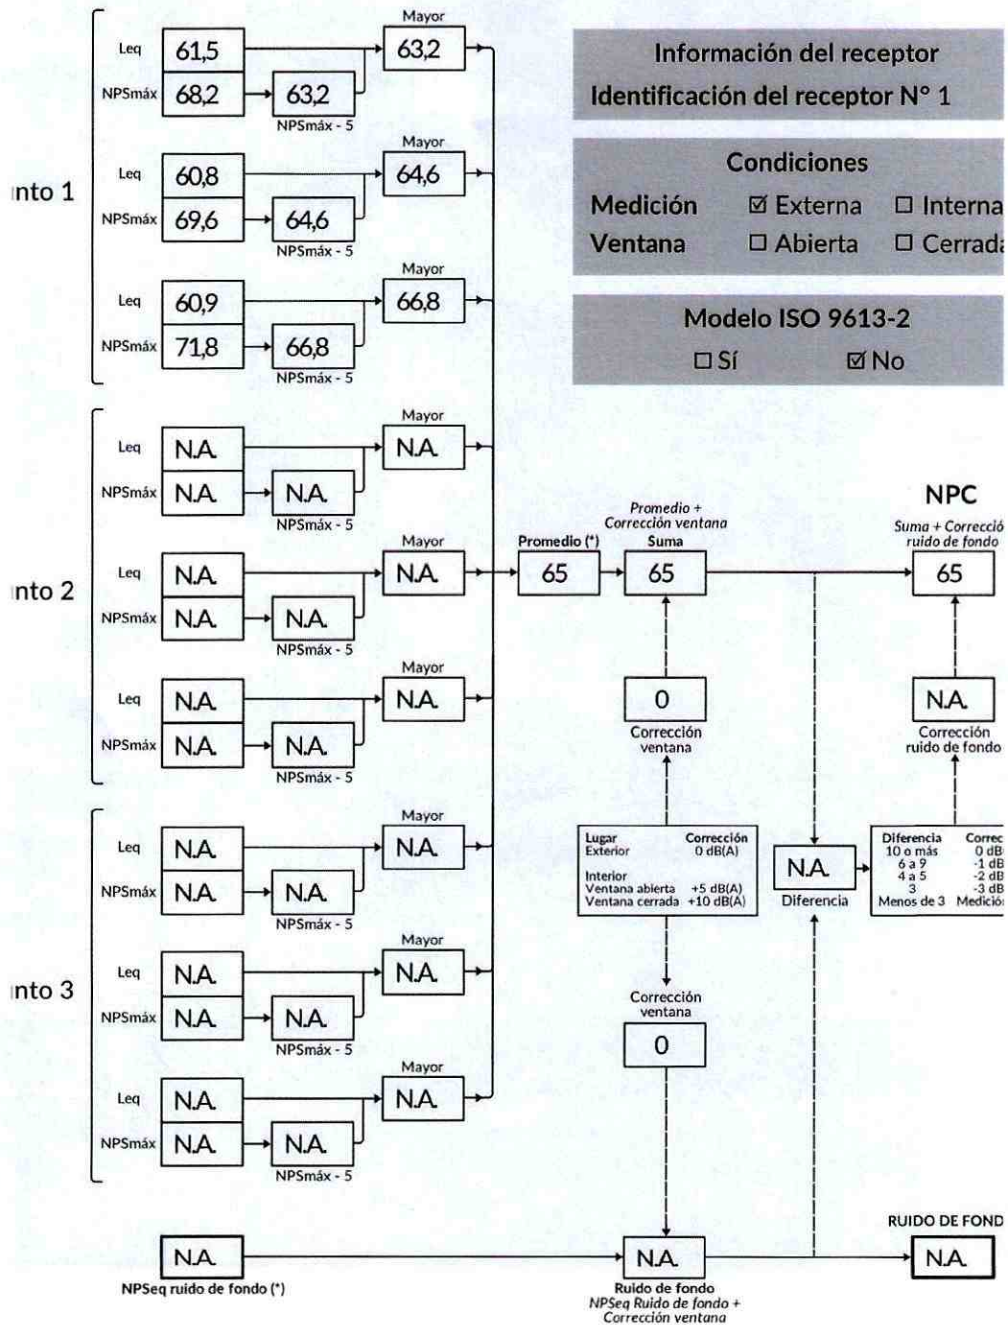 Mayor
Leq 61,5 63,2
NPSmáx 68,2 63,2
NPSmáx - 5
Mayor
Leq 60,8 64,6
NPSmáx 69,6 64,6
NPSmáx - 5
nto 1
Mayor
Leq 60,9 66,8
NPSmáx 71,8 66,8
NPSmáx - 5
Información del receptor
Identificación del receptor N° 1
Condiciones
Medición ☑ Externa ☐ Interna
Ventana ☐ Abierta ☐ Cerrada
Modelo ISO 9613-2
☐ Sí ☑ No
Mayor
Leq N.A. N.A.
NPSmáx N.A. N.A.
NPSmáx - 5
Mayor
Leq N.A. N.A.
NPSmáx N.A. N.A.
NPSmáx - 5
nto 2
Mayor
Leq N.A. N.A.
NPSmáx N.A. N.A.
NPSmáx - 5
Promedio (*)
65
Promedio +
Corrección ventana
Suma
65
NPC
Suma + Correcció
ruido de fondo
65
0
Corrección
ventana
N.A.
Corrección
ruido de fondo
Lugar Corrección
Exterior 0 dB(A)
Interior
Ventana abierta +5 dB(A)
Ventana cerrada +10 dB(A)
N.A.
Diferencia
Diferencia Correc
10 o más 0 dB
6 a 9 -1 dB
4 a 5 -2 dB
3 -3 dB
Menos de 3 Medició
Mayor
Leq N.A. N.A.
NPSmáx N.A. N.A.
NPSmáx - 5
Mayor
Leq N.A. N.A.
NPSmáx N.A. N.A.
NPSmáx - 5
nto 3
Mayor
Leq N.A. N.A.
NPSmáx N.A. N.A.
NPSmáx - 5
Corrección
ventana
0
N.A.
NPSeq ruido de fondo (*)
N.A.
Ruido de fondo
NPSeq Ruido de fondo +
Corrección ventana
RUIDO DE FOND
N.A.